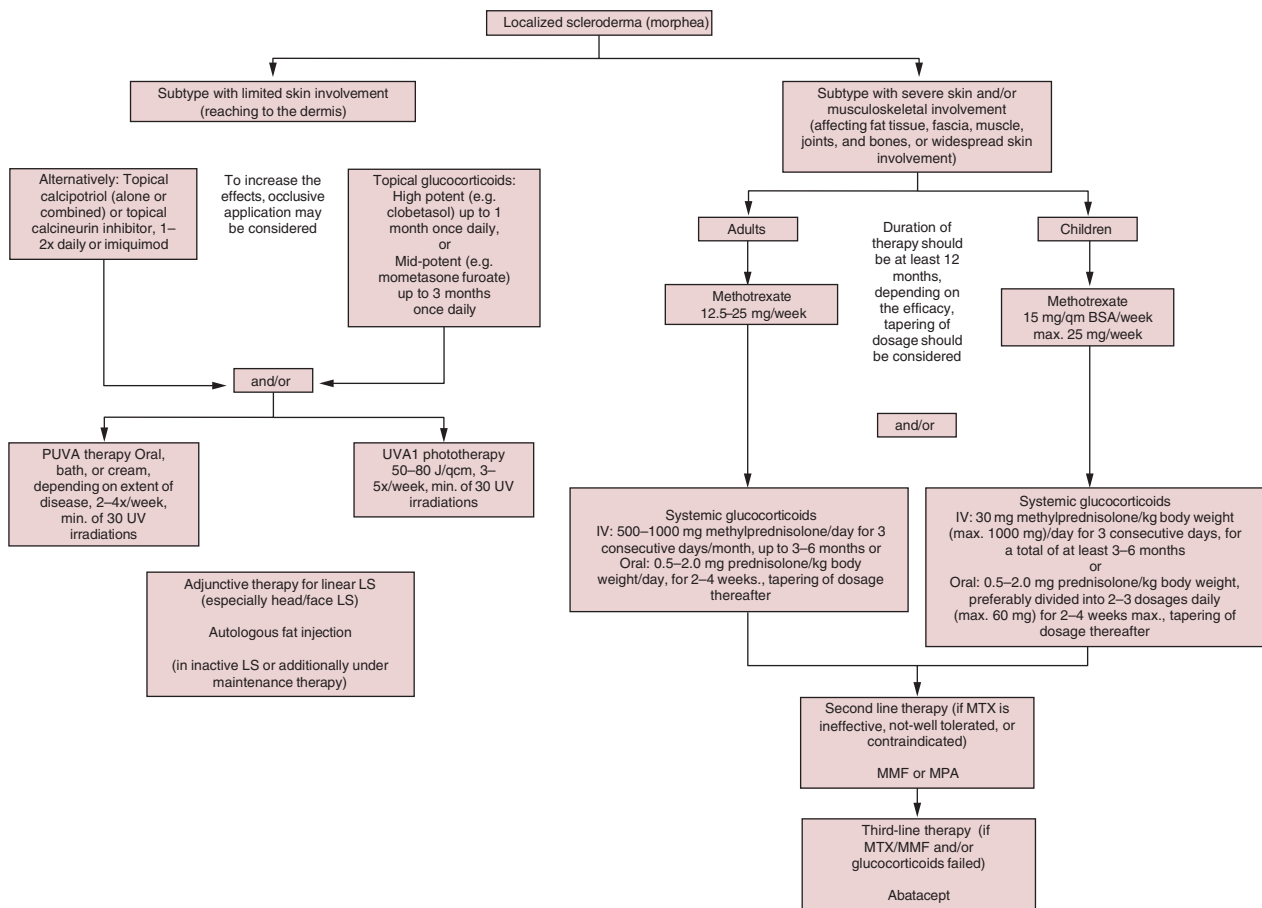 Localized scleroderma (morphea)
Subtype with limited skin involvement
(reaching to the dermis)
Subtype with severe skin and/or
musculoskeletal involvement
(affecting fat tissue, fascia, muscle,
joints, and bones, or widespread skin
involvement)
Alternatively: Topical
calcipotriol (alone or
combined) or topical
calcineurin inhibitor, 1–
2x daily or imiquimod
To increase the
effects, occlusive
application may
be considered
Topical glucocorticoids:
High potent (e.g.
clobetasol) up to 1
month once daily,
or
Mid-potent (e.g.
mometasone furoate)
up to 3 months
once daily
and/or
PUVA therapy Oral,
bath, or cream,
depending on extent of
disease, 2–4x/week,
min. of 30 UV
irradiations
UVA1 phototherapy
50–80 J/qcm, 3–
5x/week, min. of 30 UV
irradiations
Adjunctive therapy for linear LS
(especially head/face LS)
Autologous fat injection
(in inactive LS or additionally under
maintenance therapy)
Adults
Duration of
therapy should
be at least 12
months,
depending on
the efficacy,
tapering of
dosage should
be considered
Children
Methotrexate
12.5–25 mg/week
Methotrexate
15 mg/qm BSA/week
max. 25 mg/week
and/or
Systemic glucocorticoids
IV: 500–1000 mg methylprednisolone/day for 3
consecutive days/month, up to 3–6 months or
Oral: 0.5–2.0 mg prednisolone/kg body
weight/day, for 2–4 weeks., tapering of dosage
thereafter
Systemic glucocorticoids
IV: 30 mg methylprednisolone/kg body weight
(max. 1000 mg)/day for 3 consecutive days, for
a total of at least 3–6 months
or
Oral: 0.5–2.0 mg prednisolone/kg body weight,
preferably divided into 2–3 dosages daily
(max. 60 mg) for 2–4 weeks max., tapering of
dosage thereafter
Second line therapy (if MTX is
ineffective, not-well tolerated, or
contraindicated)
MMF or MPA
Third-line therapy (if
MTX/MMF and/or
glucocorticoids failed)
Abatacept